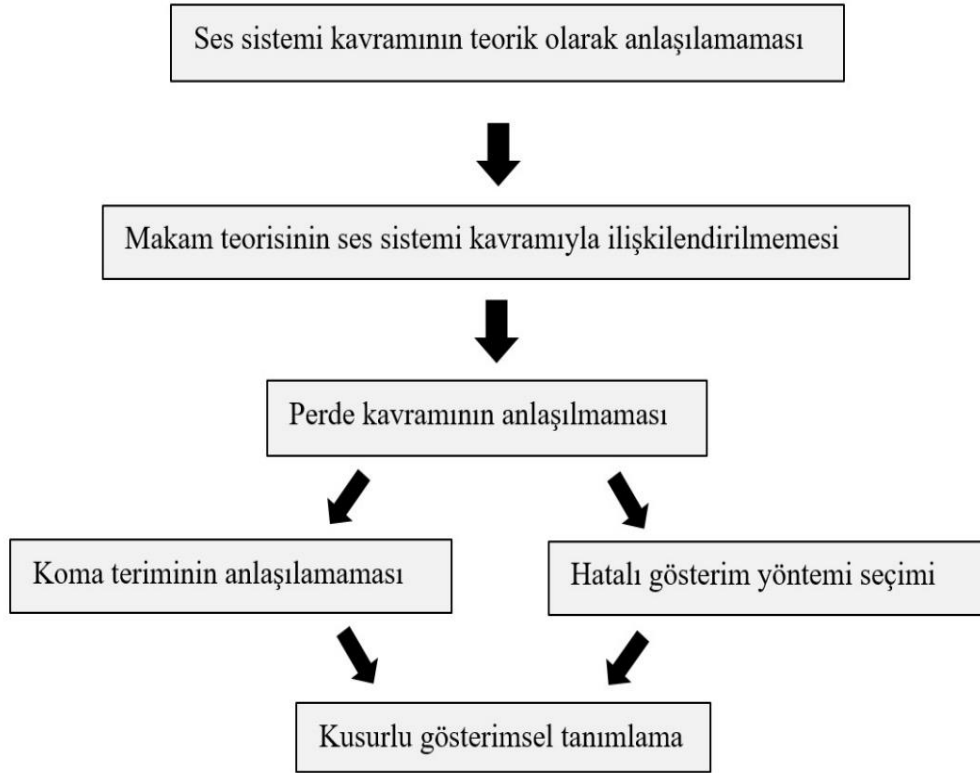 Ses sistemi kavramının teorik olarak anlaşılamaması
Makam teorisinin ses sistemi kavramıyla ilişkilendirilmemesi
Perde kavramının anlaşılmaması
Koma teriminin anlaşılamaması
Hatalı gösterim yöntemi seçimi
Kusurlu gösterimsel tanımlama